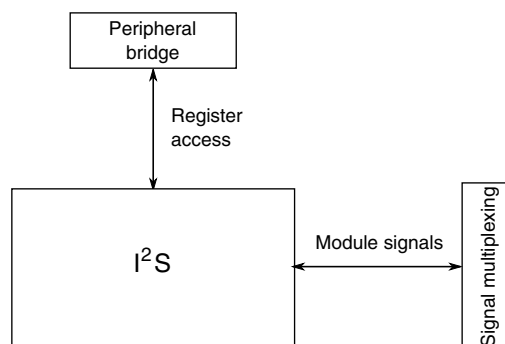 Peripheral
bridge
Register
access
I²S
Module signals
Signal multiplexing